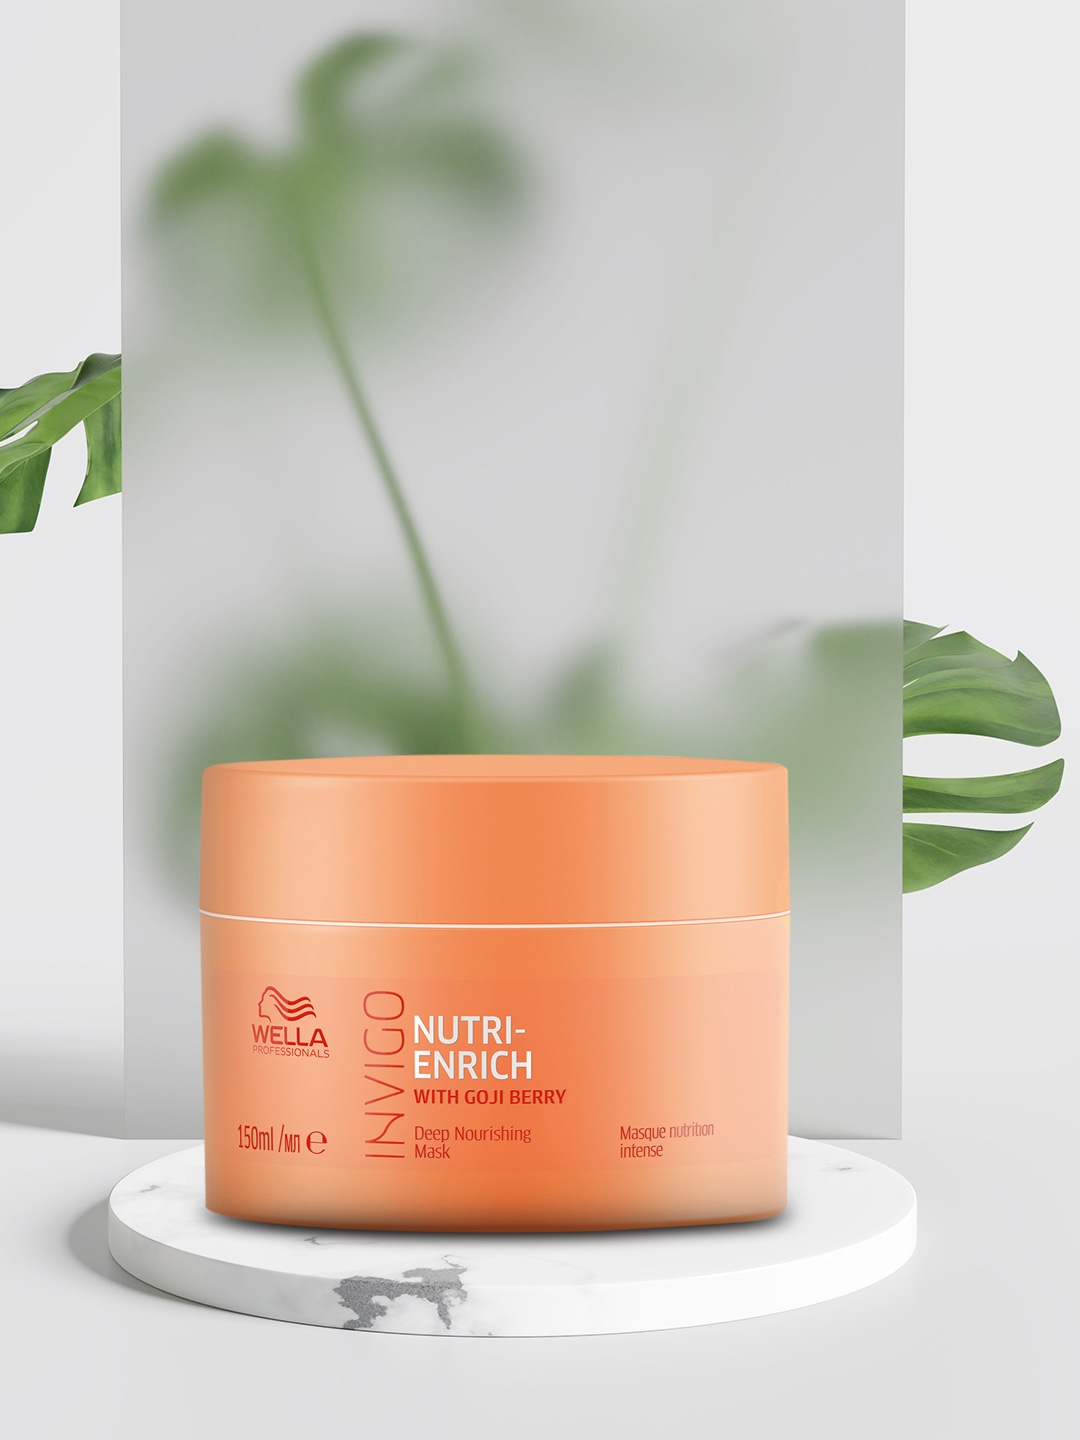 WELLA
PROFESSIONALS
150ml /мл ℮
INVIGO
NUTRI-
ENRICH
WITH GOJI BERRY
Deep Nourishing
Mask
Masque nutrition
intense